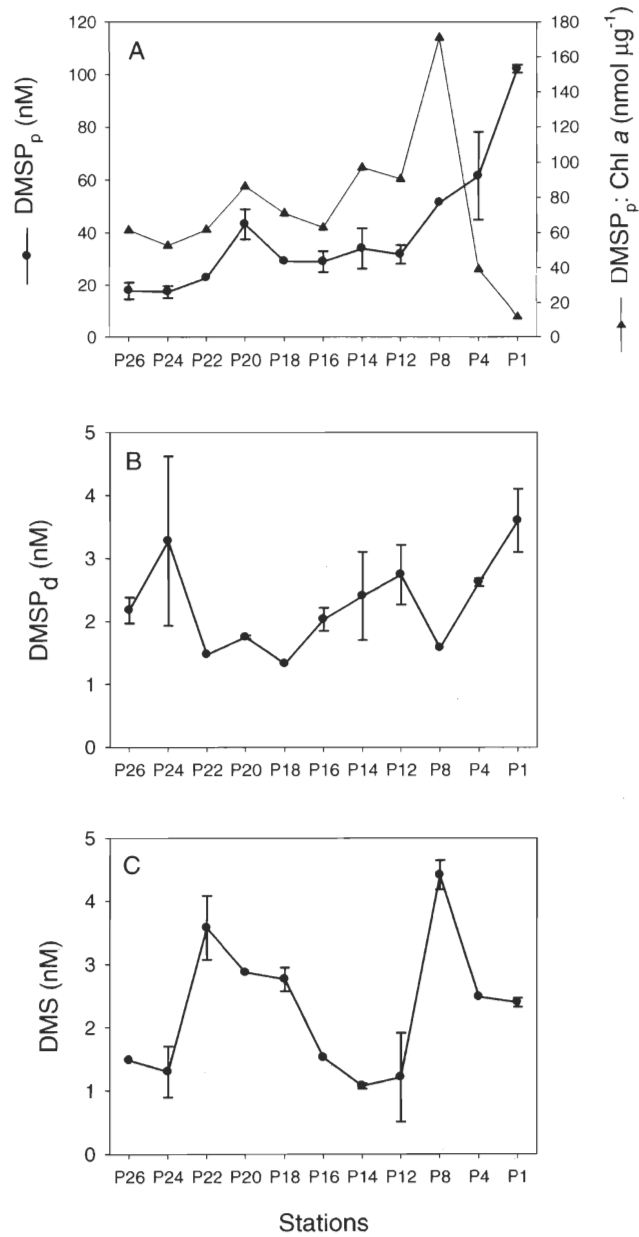 A
DMSPp (nM)
120
100
80
60
40
20
0
180
160
140
120
100
80
60
40
20
0
DMSPp: Chl a (nmol µg-1)
P26 P24 P22 P20 P18 P16 P14 P12 P8 P4 P1
B
DMSPd (nM)
5
4
3
2
1
0
P26 P24 P22 P20 P18 P16 P14 P12 P8 P4 P1
C
DMS (nM)
5
4
3
2
1
0
P26 P24 P22 P20 P18 P16 P14 P12 P8 P4 P1
Stations